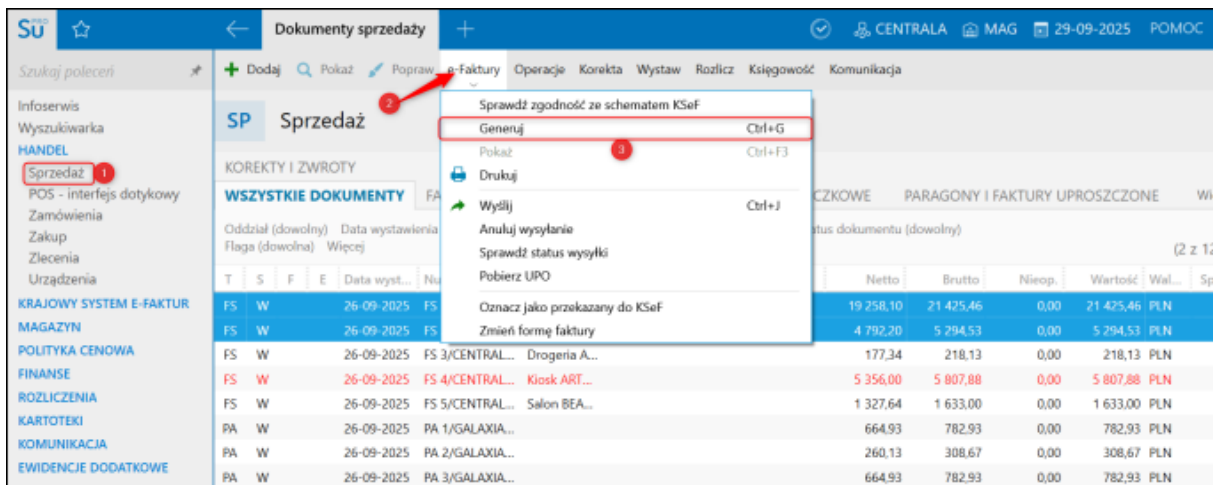 PRO
Su
Dokumenty sprzedaży
CENTRALA MAG 29-09-2025 POMOC
Szukaj poleceń
Dodaj Pokaż Popraw e-Faktury Operacje Korekta Wystaw Rozlicz Księgowość Komunikacja
2
Infoserwis
Wyszukiwarka
HANDEL
Sprzedaż 1
POS - interfejs dotykowy
Zamówienia
Zakup
Zlecenia
Urządzenia
KRAJOWY SYSTEM E-FAKTUR
MAGAZYN
POLITYKA CENOWA
FINANSE
ROZLICZENIA
KARTOTEKI
KOMUNIKACJA
EWIDENCJE DODATKOWE
SP Sprzedaż
Sprawdź zgodność ze schematem KSeF
Generuj Ctrl+G
3
Pokaż Ctrl+F3
Drukuj
Wyślij Ctrl+J
Anuluj wysyłanie
Sprawdź status wysyłki
Pobierz UPO
Oznacz jako przekazany do KSeF
Zmień formę faktury
KOREKTY I ZWROTY
WSZYSTKIE DOKUMENTY FA CZKOWE PARAGONY I FAKTURY UPROSZCZONE
Oddział (dowolny) Data wystawienia tus dokumentu (dowolny)
Flaga (dowolna) Więcej (2 z 12
T S F E Data wyst... Nu Netto Brutto Nieop. Wartość Wal... Sp
FS W 26-09-2025 FS 19 258,10 21 425,46 0,00 21 425,46 PLN
FS W 26-09-2025 FS 4 792,20 5 294,53 0,00 5 294,53 PLN
FS W 26-09-2025 FS 3/CENTRAL... Drogeria A... 177,34 218,13 0,00 218,13 PLN
FS W 26-09-2025 FS 4/CENTRAL... Kiosk ART... 5 356,00 5 807,88 0,00 5 807,88 PLN
FS W 26-09-2025 FS 5/CENTRAL... Salon BEA... 1 327,64 1 633,00 0,00 1 633,00 PLN
PA W 26-09-2025 PA 1/GALAXIA... 664,93 782,93 0,00 782,93 PLN
PA W 26-09-2025 PA 2/GALAXIA... 260,13 308,67 0,00 308,67 PLN
PA W 26-09-2025 PA 3/GALAXIA... 664,93 782,93 0,00 782,93 PLN